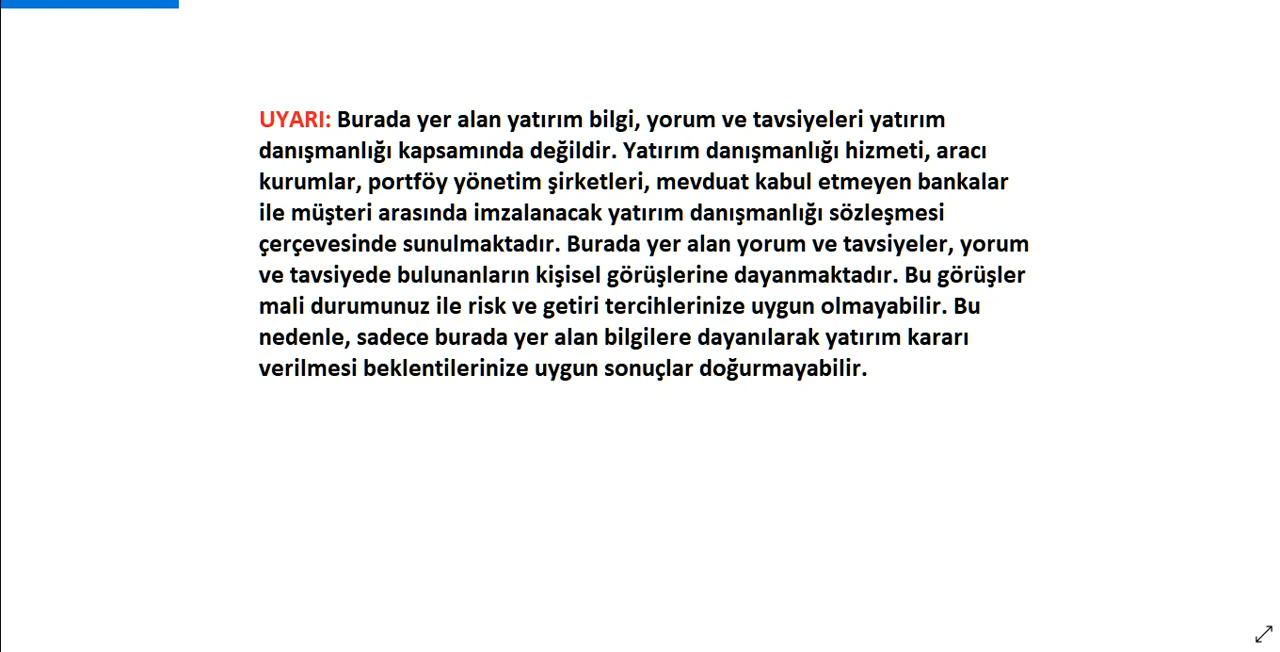 UYARI: Burada yer alan yatırım bilgi, yorum ve tavsiyeleri yatırım
danışmanlığı kapsamında değildir. Yatırım danışmanlığı hizmeti, aracı
kurumlar, portföy yönetim şirketleri, mevduat kabul etmeyen bankalar
ile müşteri arasında imzalanacak yatırım danışmanlığı sözleşmesi
çerçevesinde sunulmaktadır. Burada yer alan yorum ve tavsiyeler, yorum
ve tavsiyede bulunanların kişisel görüşlerine dayanmaktadır. Bu görüşler
mali durumunuz ile risk ve getiri tercihlerinize uygun olmayabilir. Bu
nedenle, sadece burada yer alan bilgilere dayanılarak yatırım kararı
verilmesi beklentilerinize uygun sonuçlar doğurmayabilir.